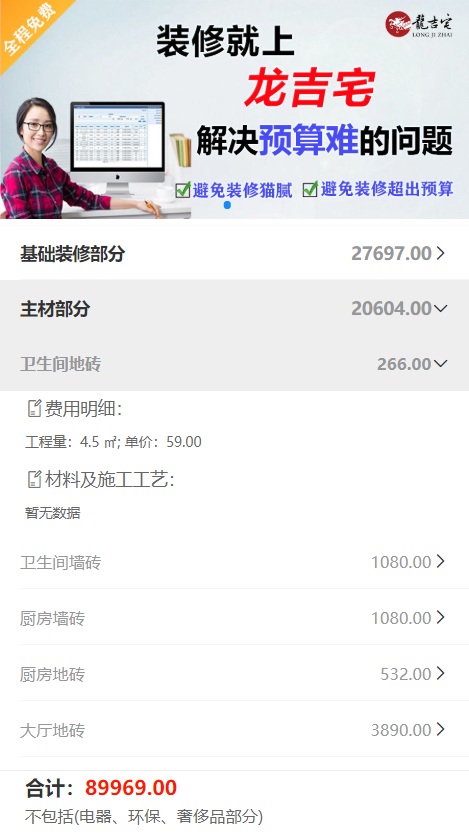 全程免费
龍吉宅
LONG JI ZHAI
装修就上
龙吉宅
解决预算难的问题
避免装修猫腻 避免装修超出预算
基础装修部分 27697.00
主材部分 20604.00
卫生间地砖 266.00
费用明细：
工程量：4.5 ㎡; 单价：59.00
材料及施工工艺：
暂无数据
卫生间墙砖 1080.00
厨房墙砖 1080.00
厨房地砖 532.00
大厅地砖 3890.00
合计：89969.00
不包括(电器、环保、奢侈品部分)